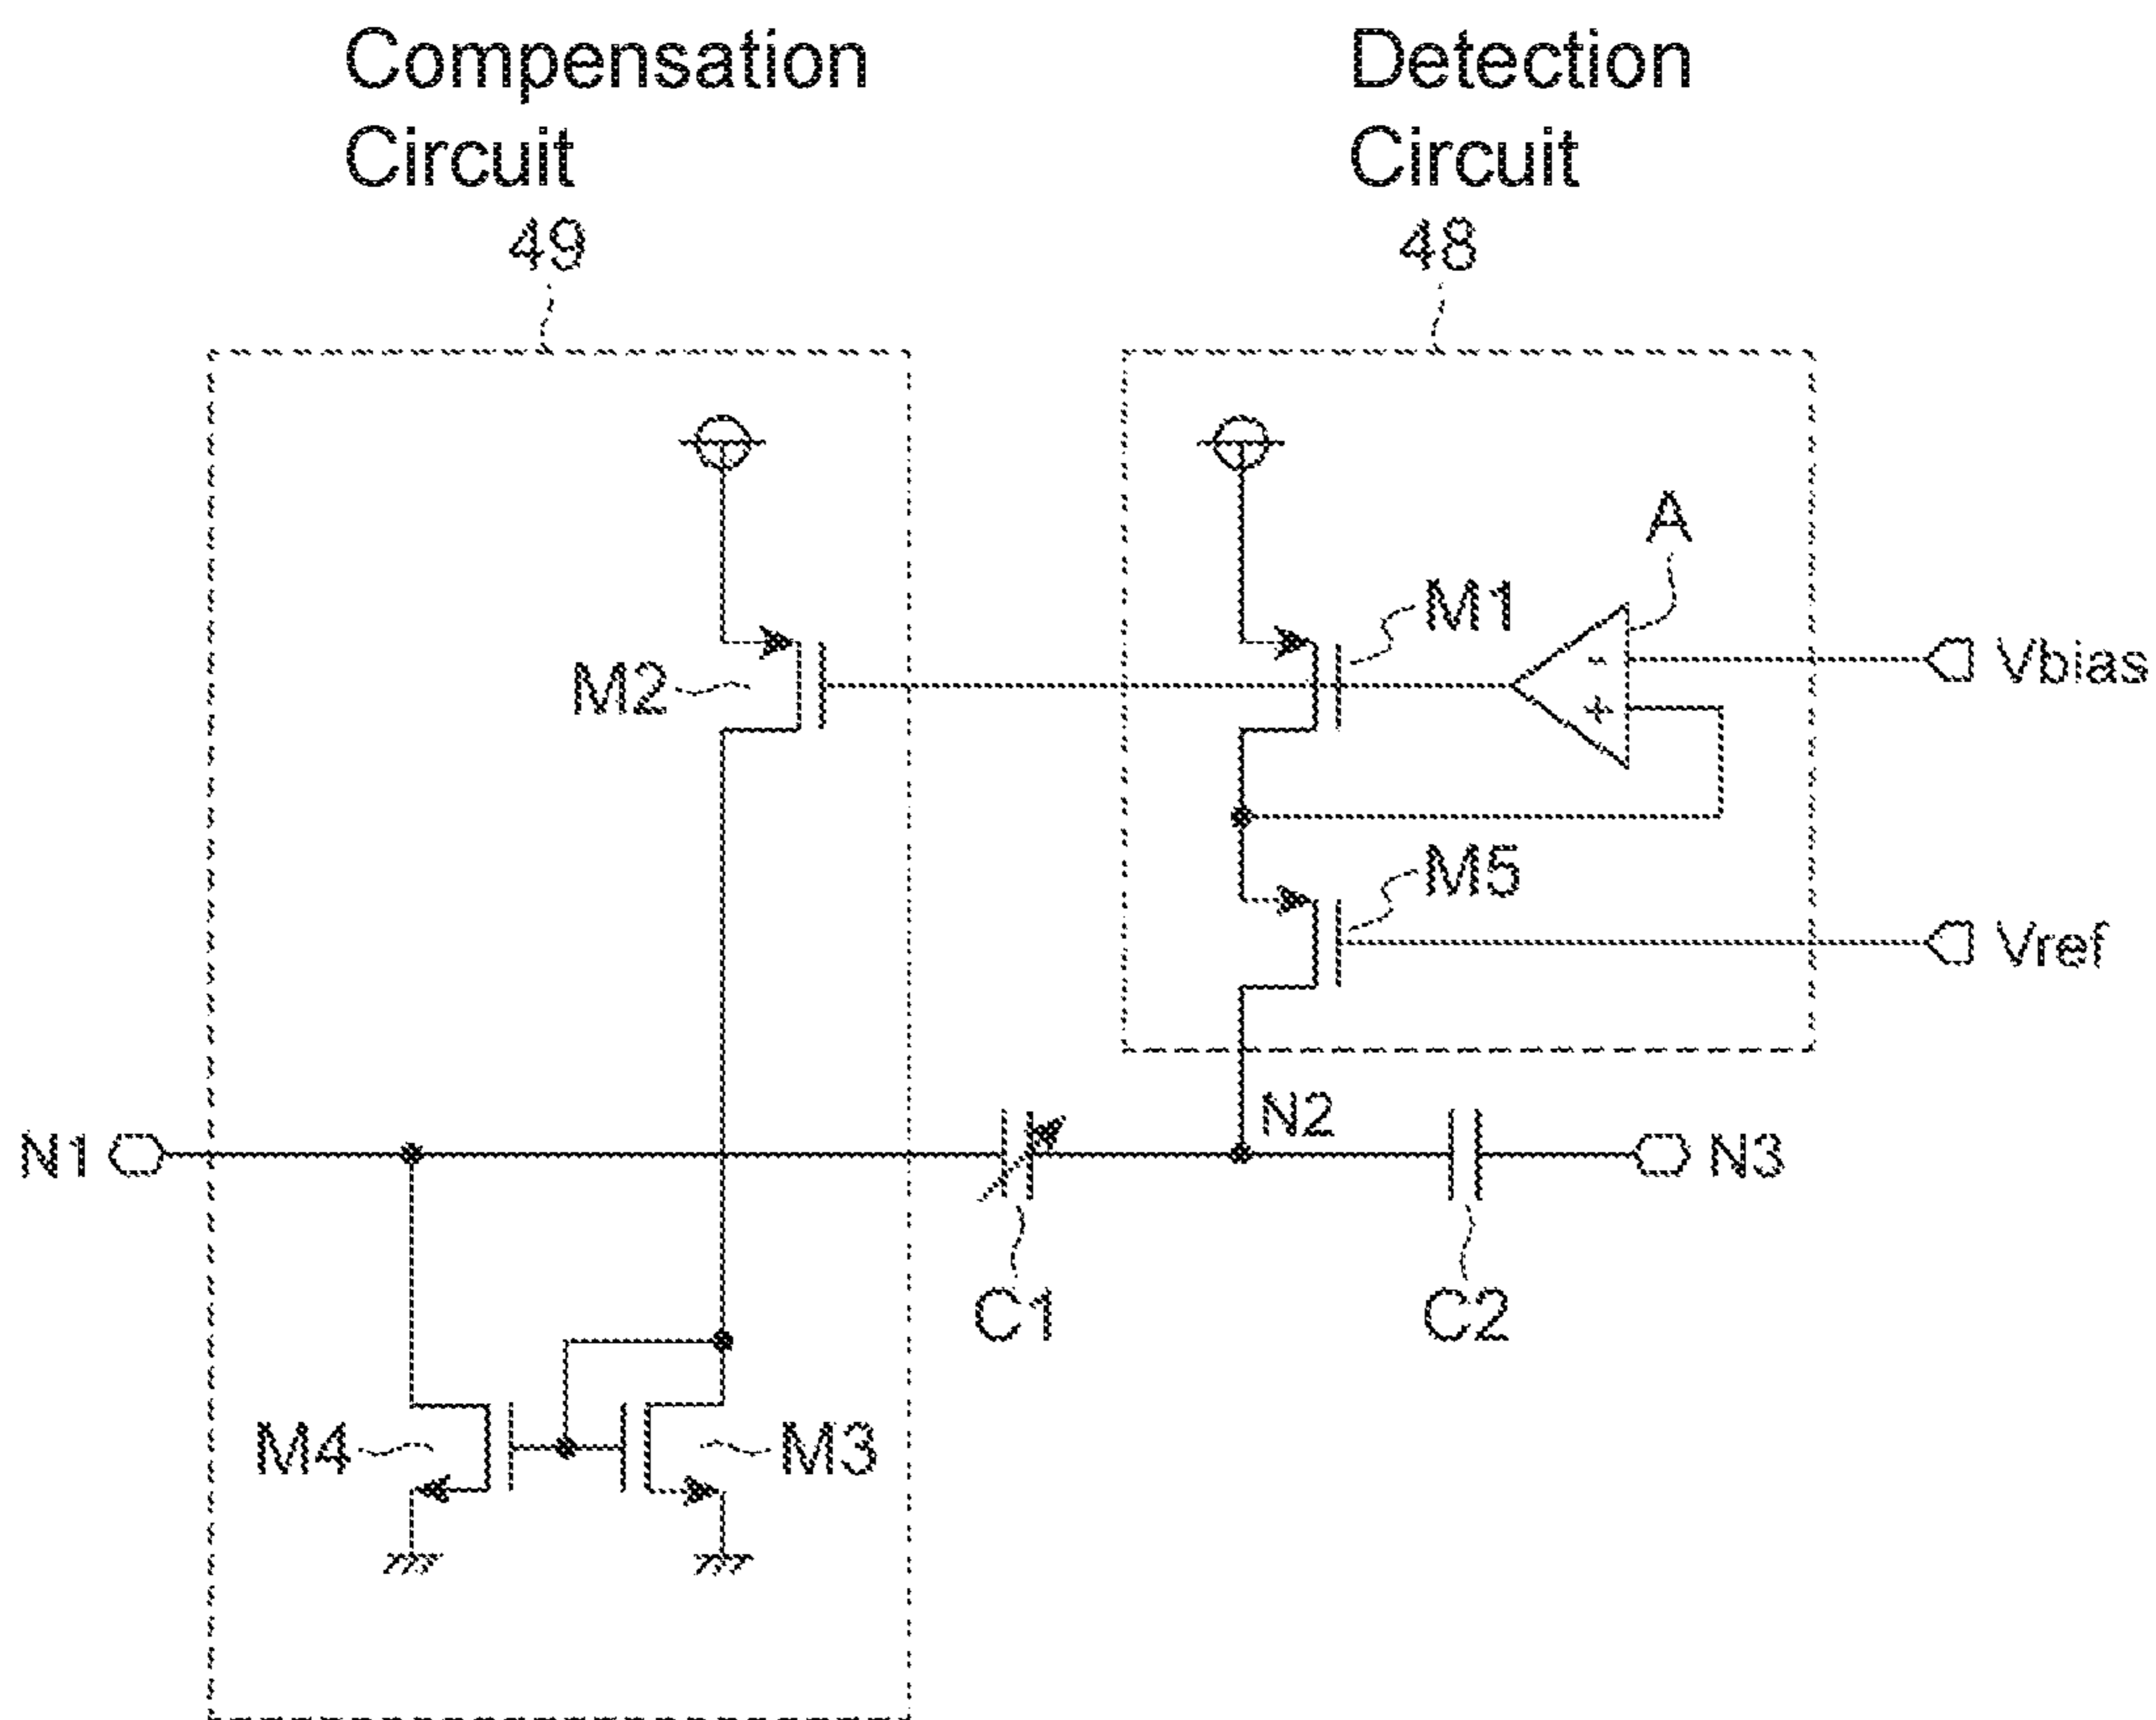 Compensation
Circuit
49
Detection
Circuit
48
A
M1
Vbias
M2
-
+
M5
Vref
N1
N2
N3
C1
C2
M4
M3